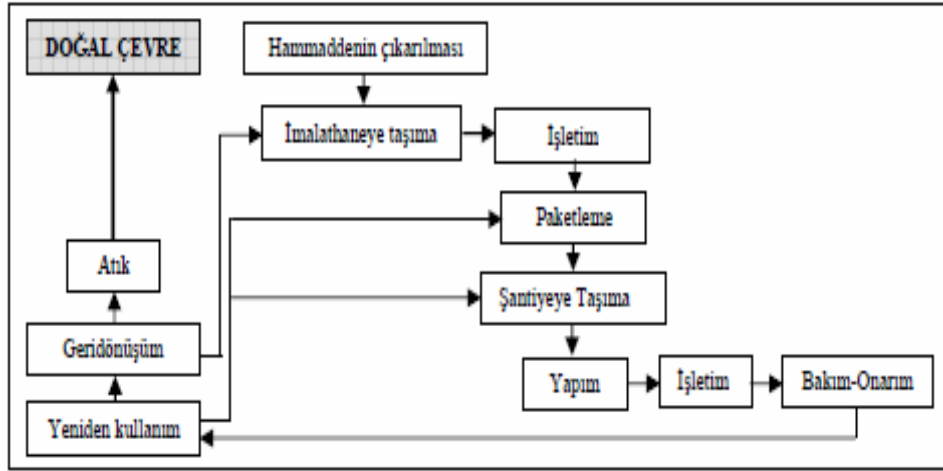 DOĞAL ÇEVRE
Hammaddenin çıkarılması
İmalathaneye taşıma
İşletim
Paketleme
Atık
Şantiyeye Taşıma
Geridönüşüm
Yapım
İşletim
Bakım-Onarım
Yeniden kullanım